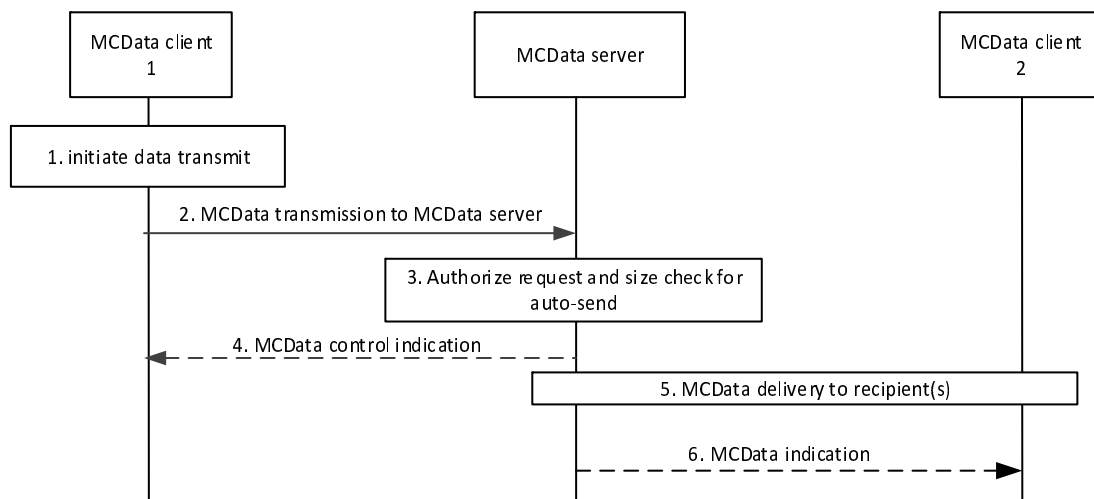 MCData client
1
MCData server
MCData client
2
1. initiate data transmit
2. MCData transmission to MCData server
3. Authorize request and size check for
auto-send
4. MCData control indication
5. MCData delivery to recipient(s)
6. MCData indication